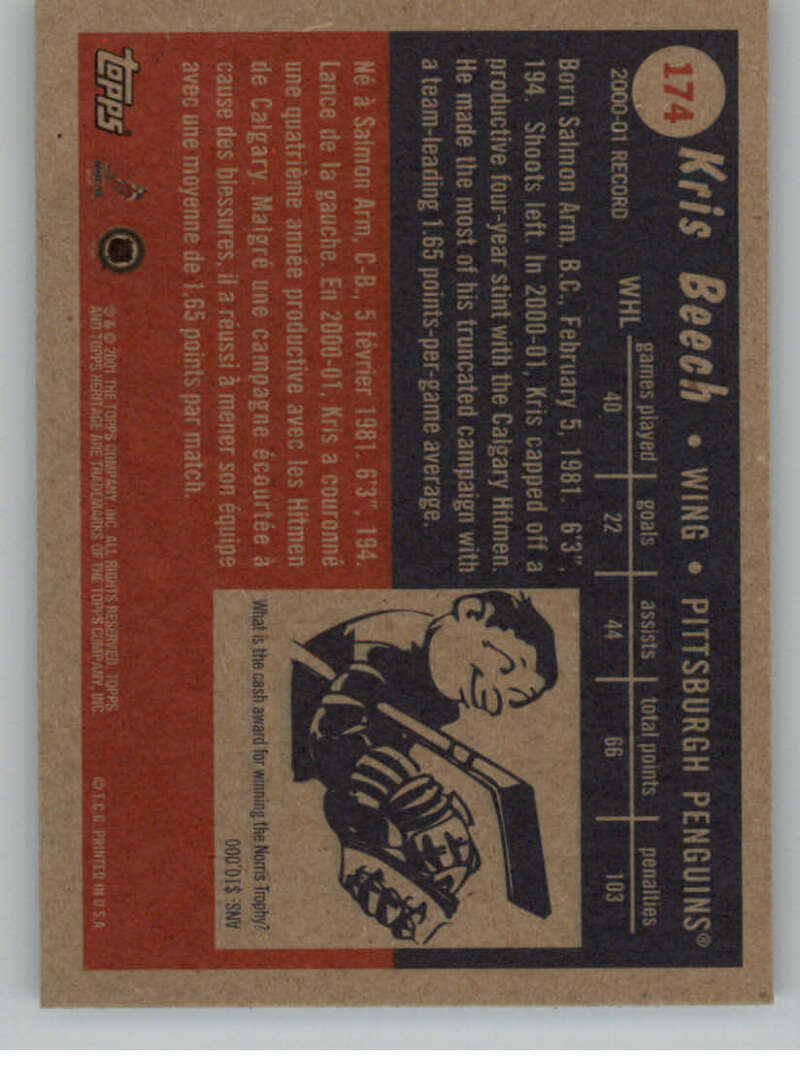 174
Kris Beech • WING • PITTSBURGH PENGUINS®
2000-01 RECORD
games played goals assists total points penalties
WHL 40 22 44 66 103
Born Salmon Arm, B.C., February 5, 1981. 6'3",
194. Shoots left. In 2000-01, Kris capped off a
productive four-year stint with the Calgary Hitmen.
He made the most of his truncated campaign with
a team-leading 1.65 points-per-game average.
Né à Salmon Arm, C-B., 5 février 1981. 6'3", 194.
Lance de la gauche. En 2000-01, Kris a couronné
une quatrième année productive avec les Hitmen
de Calgary. Malgré une campagne écourtée à
cause des blessures, il a réussi à mener son équipe
avec une moyenne de 1,65 points par match.
What is the cash award for winning the Norris Trophy?
ANS: $10,000
topps
® & © 2001 THE TOPPS COMPANY, INC. ALL RIGHTS RESERVED. TOPPS
AND TOPPS HERITAGE ARE TRADEMARKS OF THE TOPPS COMPANY, INC.
© T.C.G. PRINTED IN U.S.A.